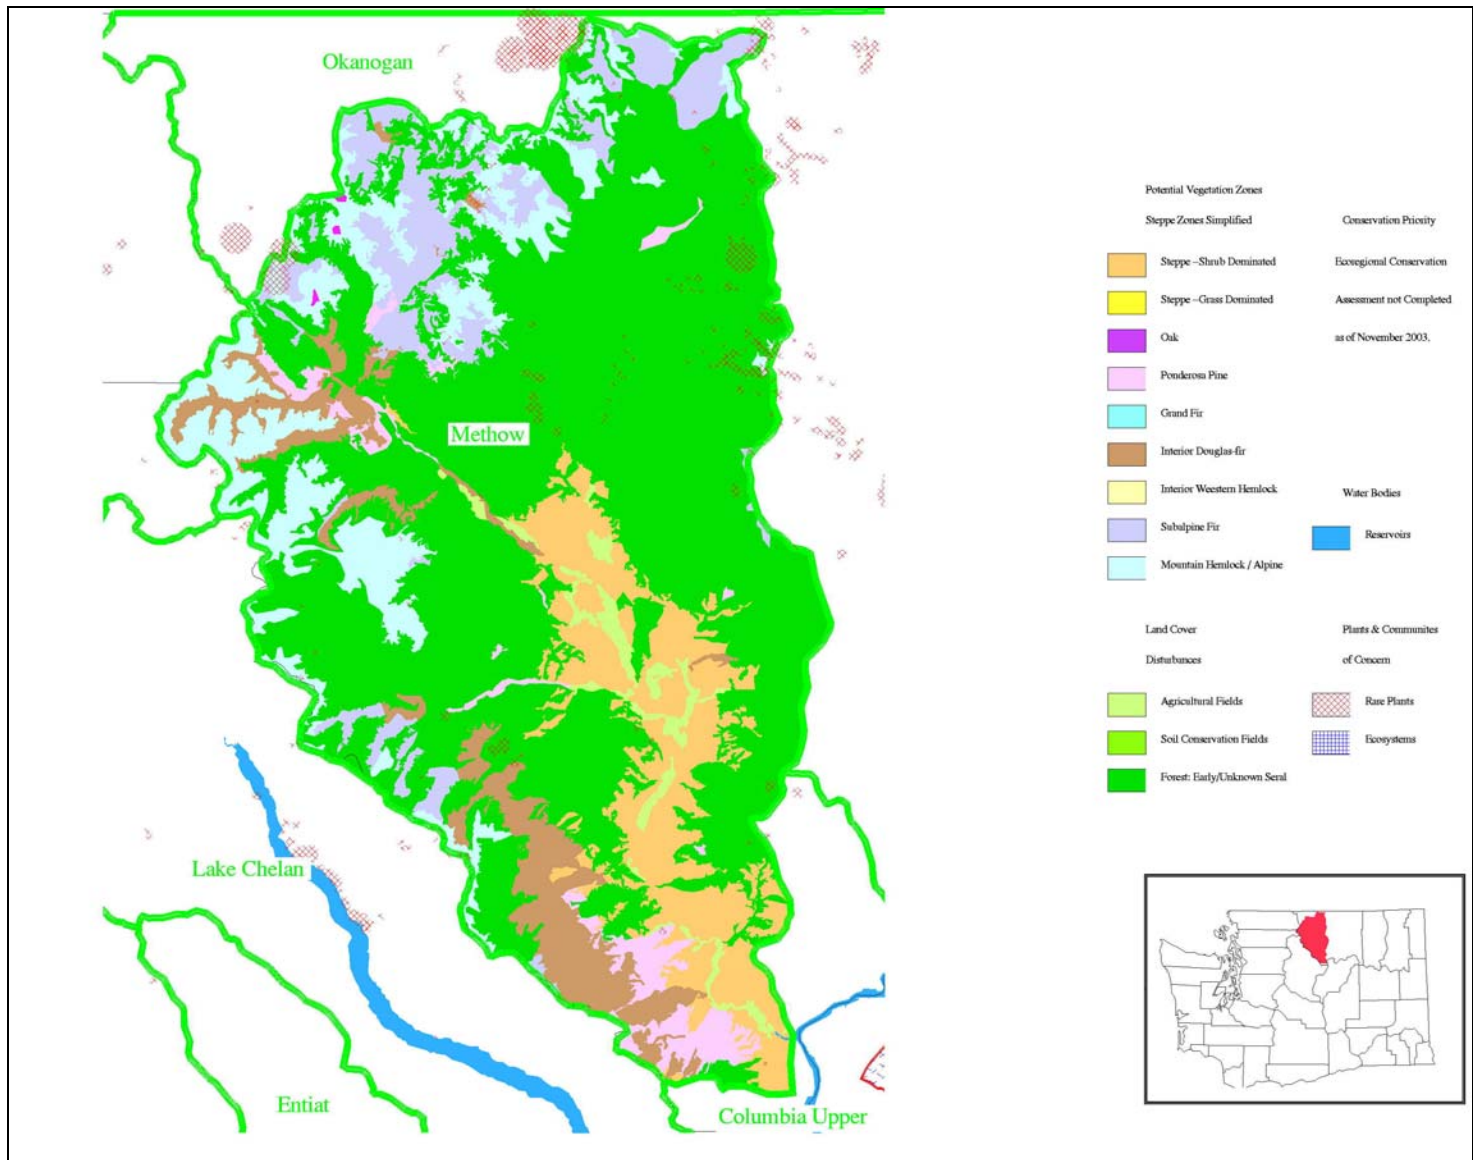 Okanogan
Methow
Lake Chelan
Entiat
Columbia Upper
Potential Vegetation Zones
Steppe Zones Simplified
Steppe –Shrub Dominated
Steppe –Grass Dominated
Oak
Ponderosa Pine
Grand Fir
Interior Douglas-fir
Interior Weestern Hemlock
Subalpine Fir
Mountain Hemlock / Alpine
Conservation Priority
Ecoregional Conservation
Assessment not Completed
as of November 2003.
Water Bodies
Reservoirs
Land Cover
Disturbances
Agricultural Fields
Soil Conservation Fields
Forest: Early/Unknown Seral
Plants & Communites
of Concern
Rare Plants
Ecosystems